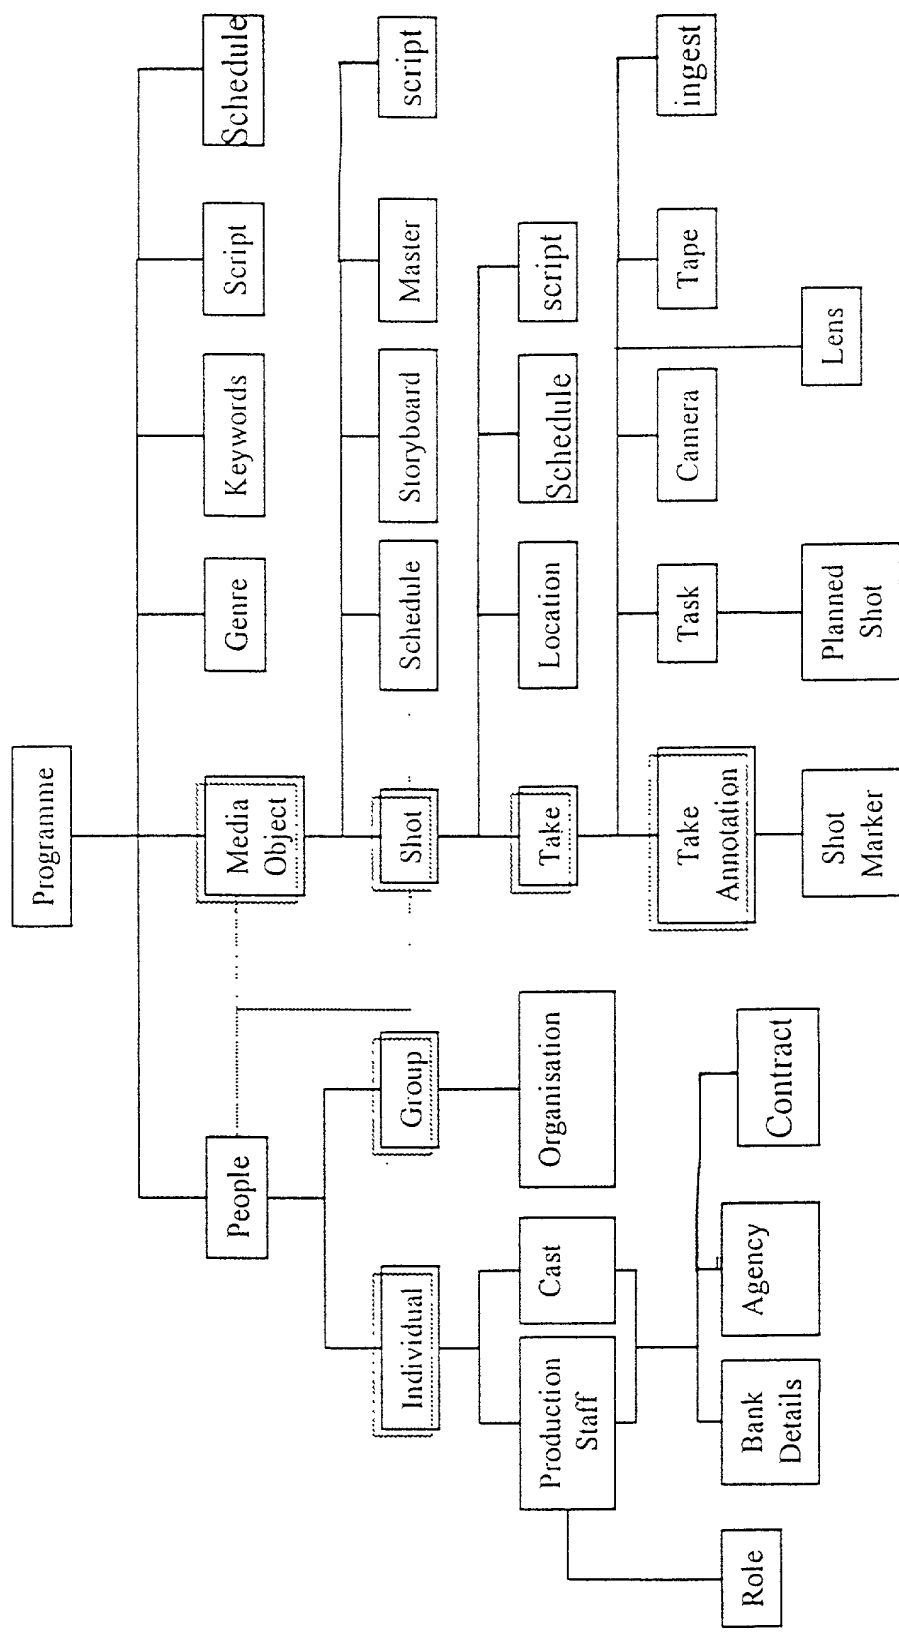 Programme
People
Media
Object
Genre
Keywords
Script
Schedule
Individual
Group
Shot
Schedule
Storyboard
Master
script
Production
Staff
Cast
Organisation
Take
Location
Schedule
script
Take
Annotation
Task
Camera
Tape
ingest
Role
Bank
Details
Agency
Contract
Shot
Marker
Planned
Shot
Lens